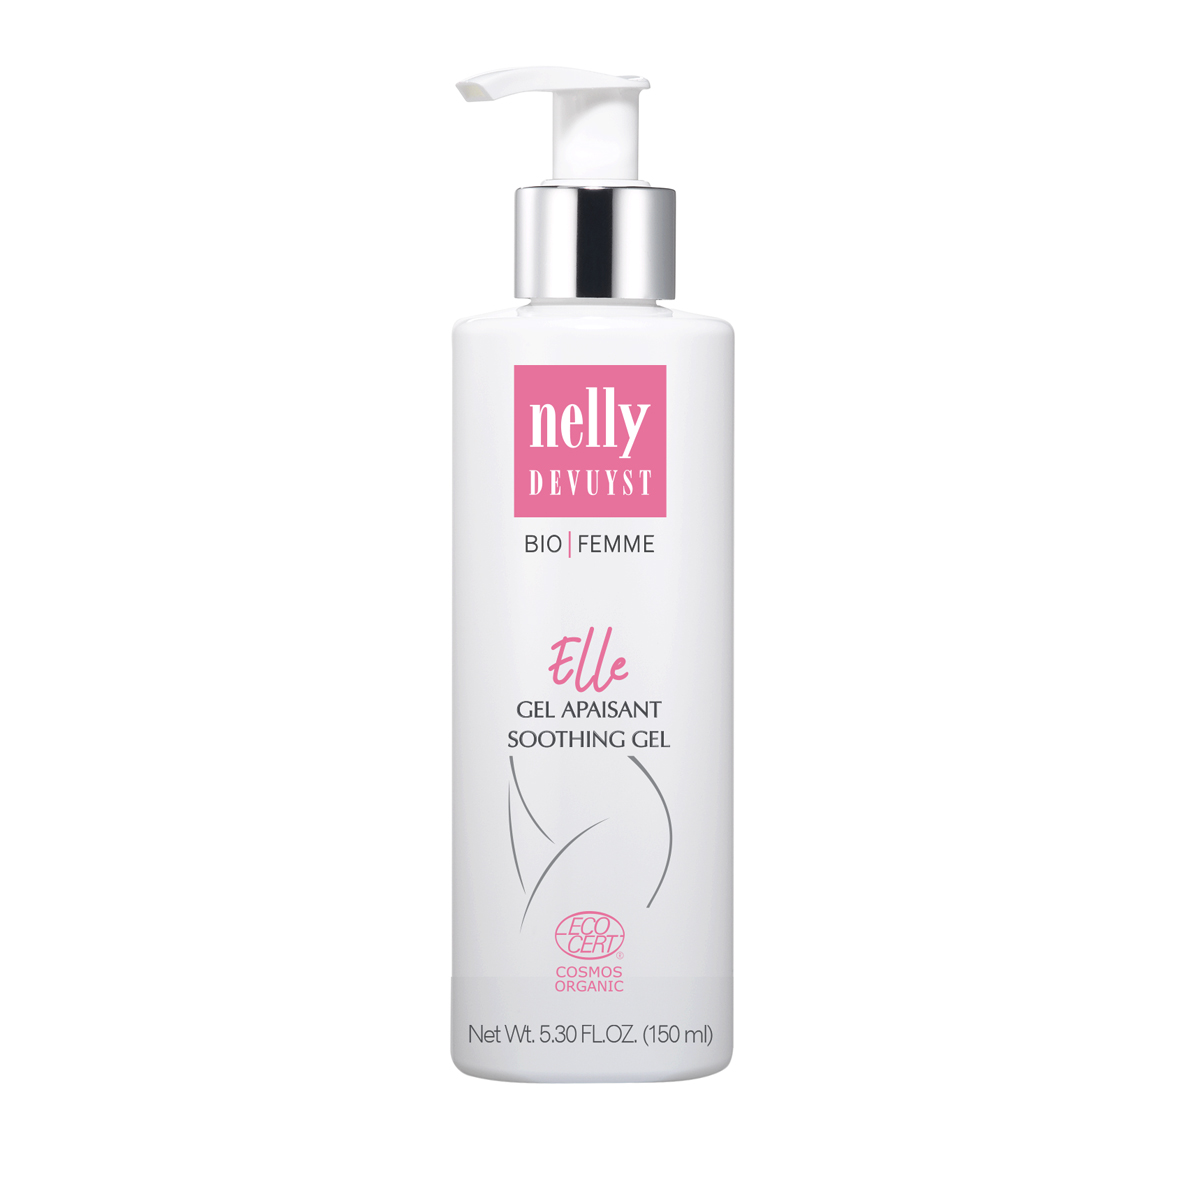 nelly
DEVUYST
BIO | FEMME
Elle
GEL APAISANT
SOOTHING GEL
ECO
CERT®
COSMOS
ORGANIC
Net Wt. 5.30 FL.OZ. (150 ml)